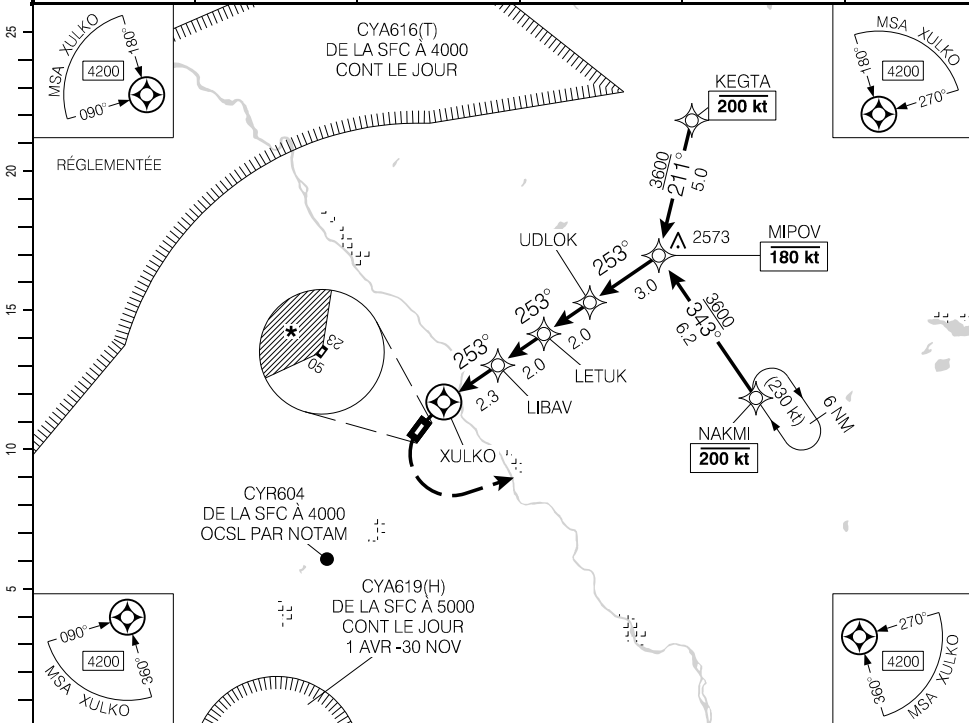 25
20
15
10
5
MSA XULKO
180°
4200
090°
CYA616(T)
DE LA SFC À 4000
CONT LE JOUR
MSA XULKO
180°
4200
270°
RÉGLEMENTÉE
KEGTA
200 kt
3600
211°
5.0
2573
MIPOV
180 kt
UDLOK
253°
3.0
253°
2.0
LETUK
253°
2.0
LIBAV
2.3
XULKO
*
23
05
3600
343°
6.2
(230 kt)
6 NM
NAKMI
200 kt
CYR604
DE LA SFC À 4000
OCSL PAR NOTAM
CYA619(H)
DE LA SFC À 5000
CONT LE JOUR
1 AVR -30 NOV
090°
4200
360°
MSA XULKO
270°
4200
360°
MSA XULKO